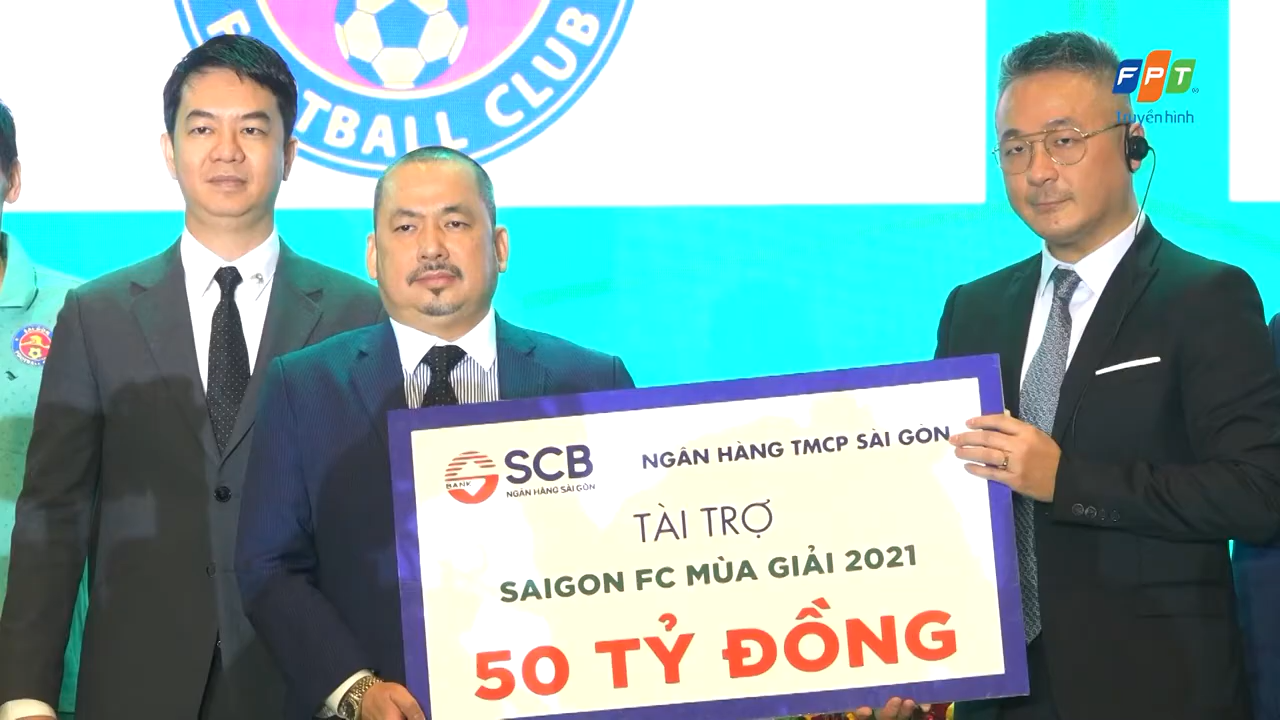 FOOTBALL CLUB
FPT
Truyền hình
BANK
SCB
NGÂN HÀNG SÀI GÒN
NGÂN HÀNG TMCP SÀI GÒN
TÀI TRỢ
SAIGON FC MÙA GIẢI 2021
50 TỶ ĐỒNG